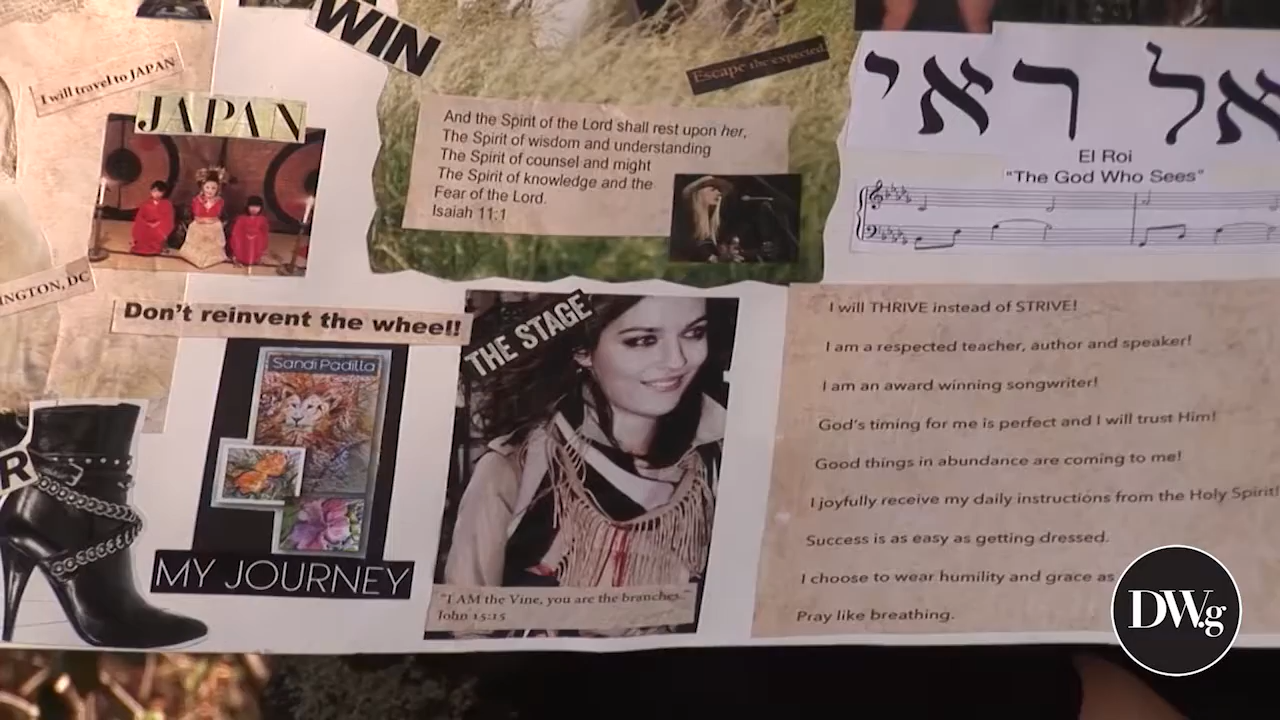 WIN
I will travel to JAPAN
JAPAN
Escape the expected.
And the Spirit of the Lord shall rest upon her,
The Spirit of wisdom and understanding
The Spirit of counsel and might
The Spirit of knowledge and the
Fear of the Lord.
Isaiah 11:1
אל ראי
El Roi
"The God Who Sees"
INGTON, DC
Don't reinvent the wheel!
Sandi Padilla
MY JOURNEY
R
THE STAGE
"I AM the Vine, you are the branches."
John 15:15
I will THRIVE instead of STRIVE!
I am a respected teacher, author and speaker!
I am an award winning songwriter!
God's timing for me is perfect and I will trust Him!
Good things in abundance are coming to me!
I joyfully receive my daily instructions from the Holy Spirit!
Success is as easy as getting dressed.
I choose to wear humility and grace as
Pray like breathing.
DW.g